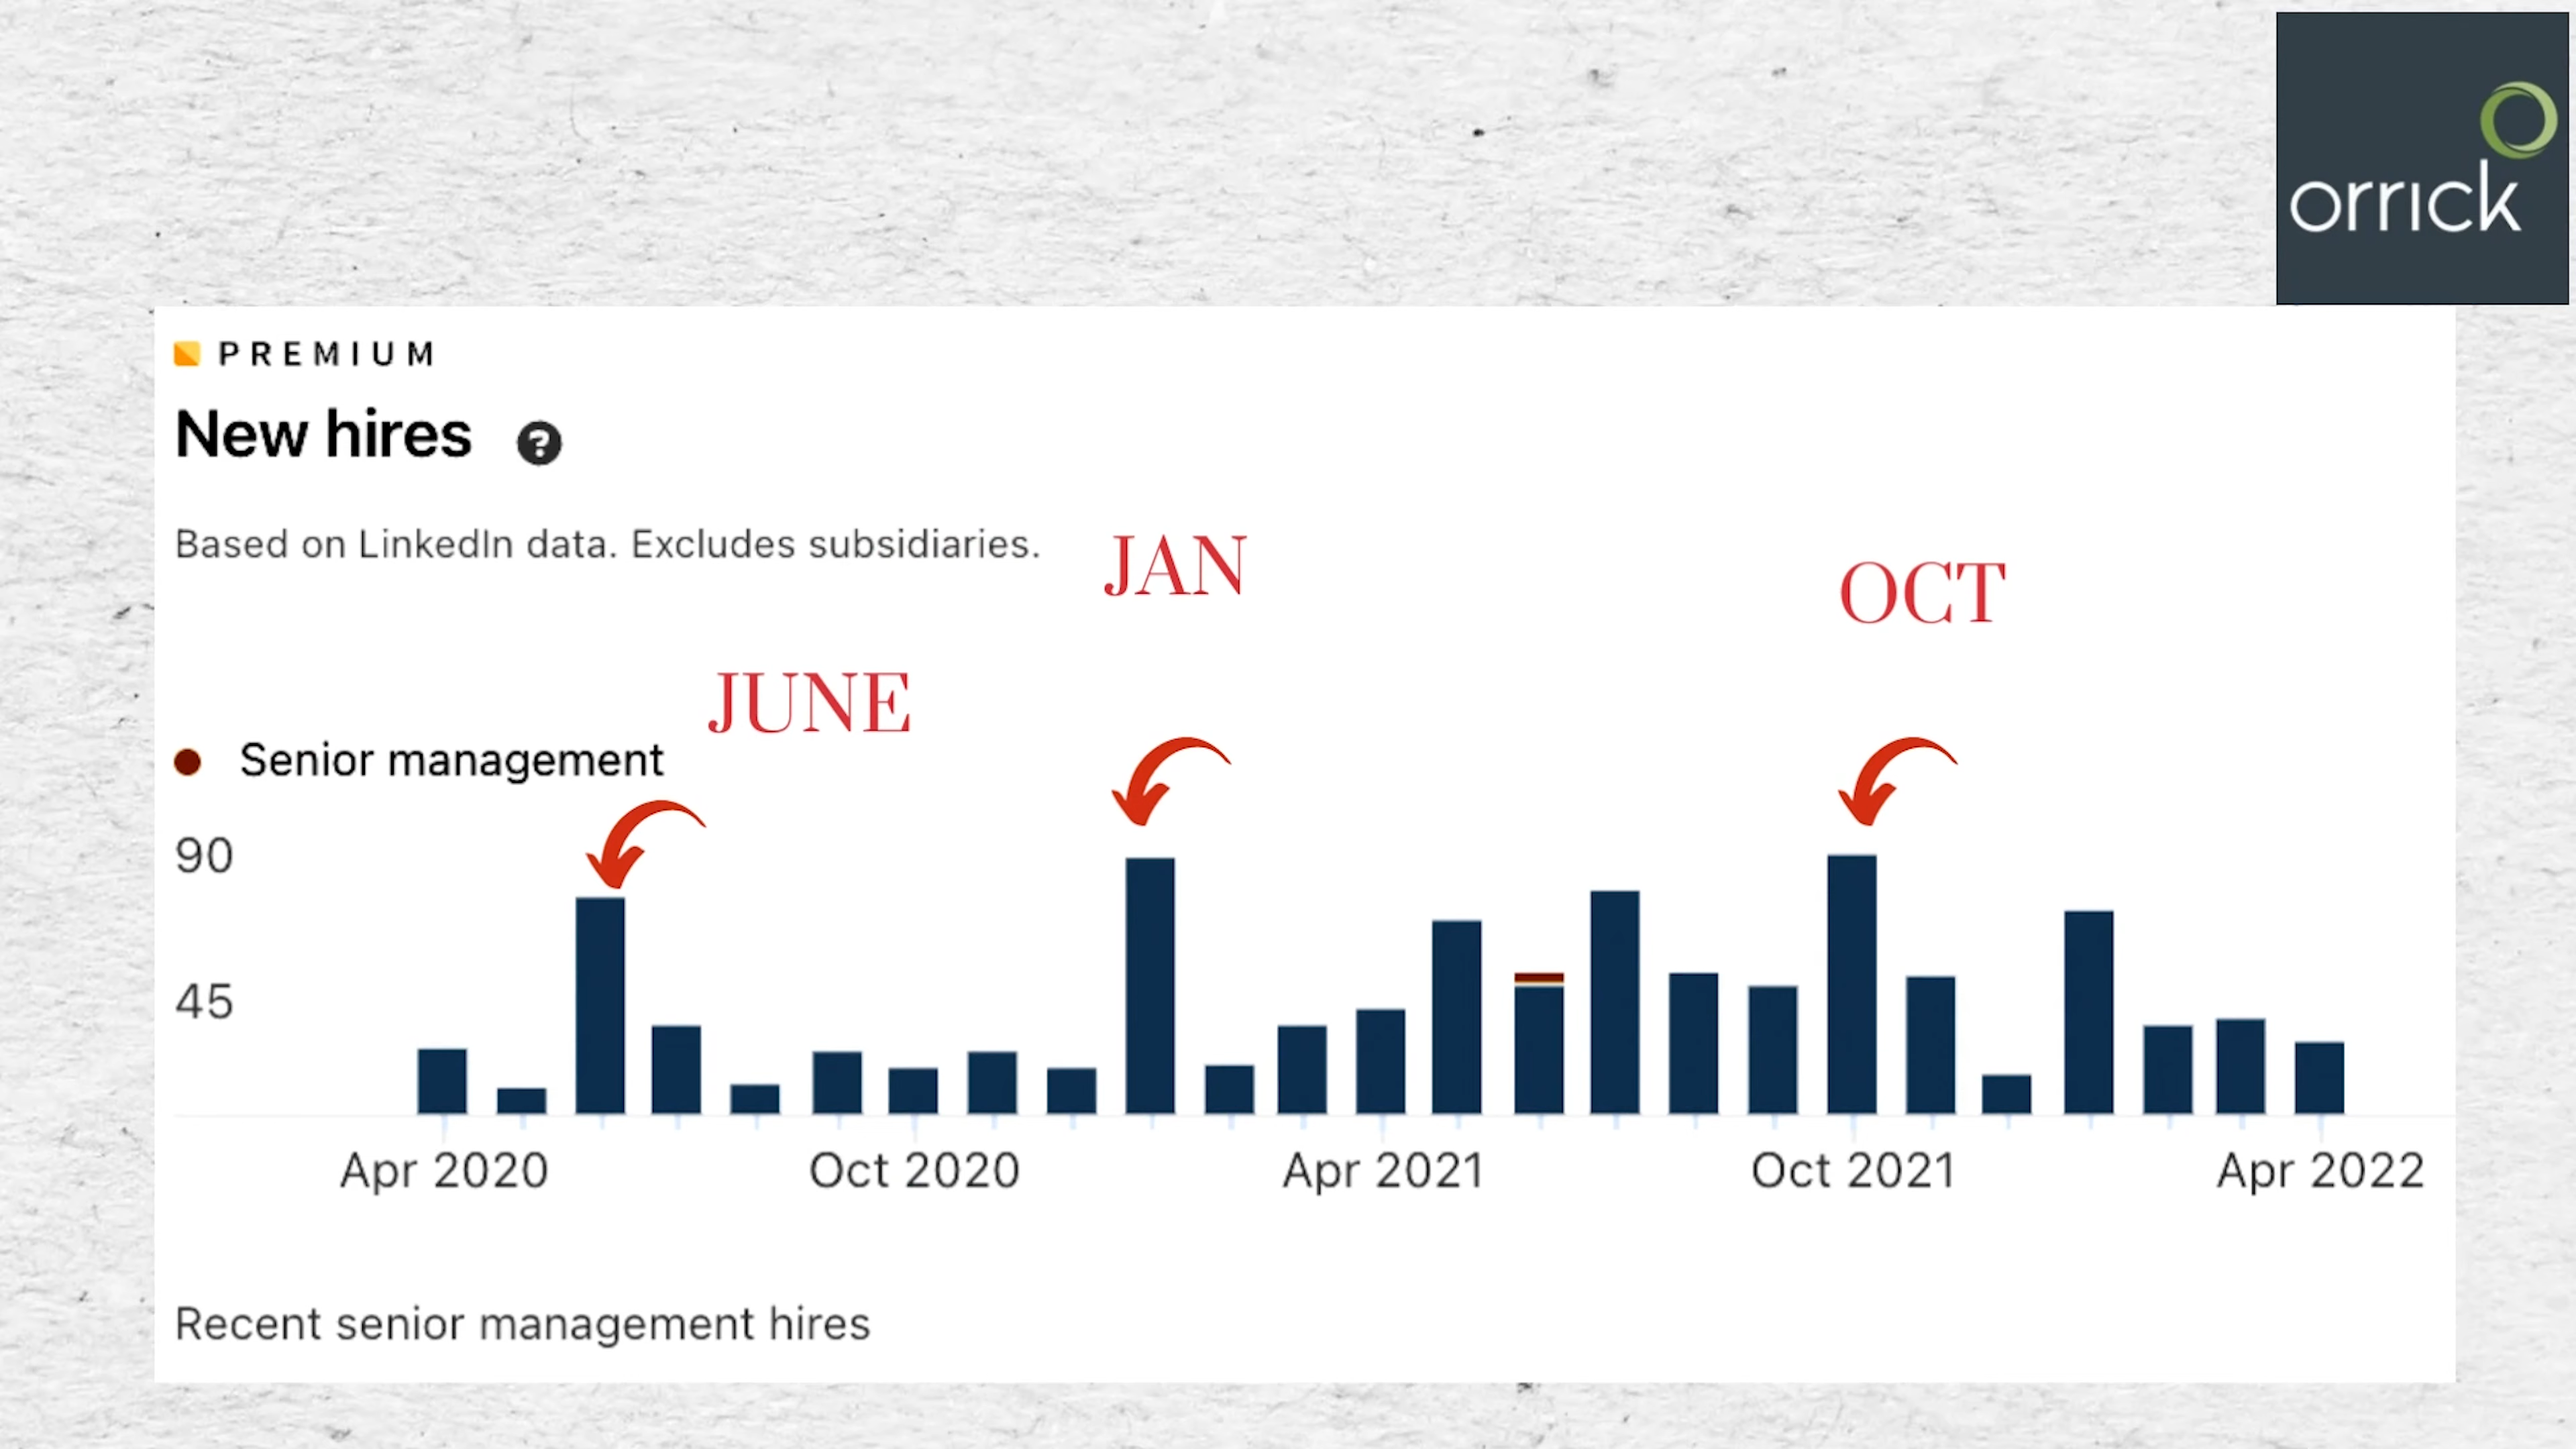 orrick
PREMIUM
New hires ?
Based on LinkedIn data. Excludes subsidiaries.
JAN
OCT
JUNE
Senior management
90
45
Apr 2020 Oct 2020 Apr 2021 Oct 2021 Apr 2022
Recent senior management hires